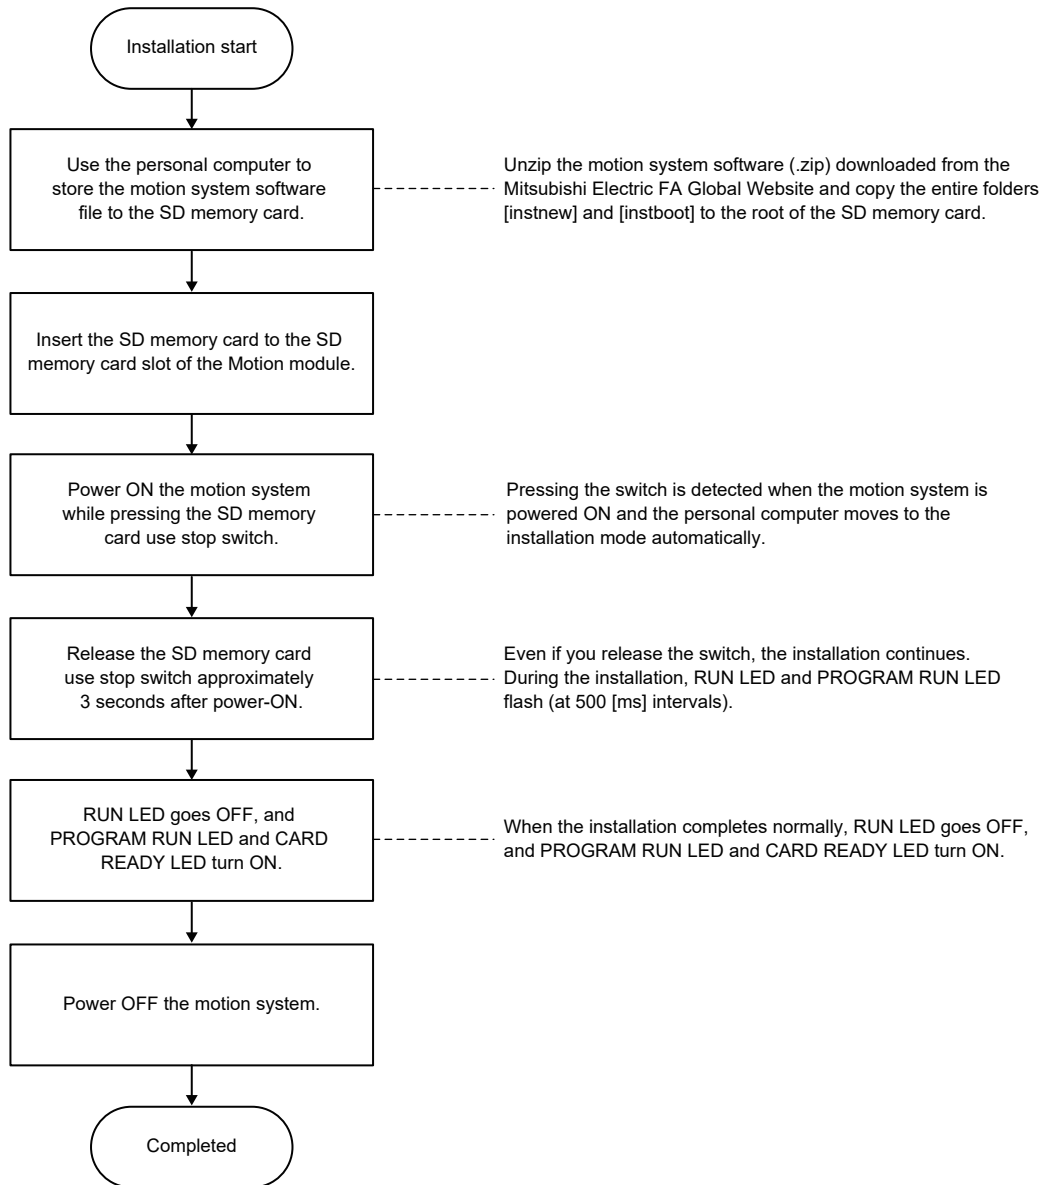 Installation start
Use the personal computer to
store the motion system software
file to the SD memory card.
Unzip the motion system software (.zip) downloaded from the
Mitsubishi Electric FA Global Website and copy the entire folders
[instnew] and [instboot] to the root of the SD memory card.
Insert the SD memory card to the SD
memory card slot of the Motion module.
Power ON the motion system
while pressing the SD memory
card use stop switch.
Pressing the switch is detected when the motion system is
powered ON and the personal computer moves to the
installation mode automatically.
Release the SD memory card
use stop switch approximately
3 seconds after power-ON.
Even if you release the switch, the installation continues.
During the installation, RUN LED and PROGRAM RUN LED
flash (at 500 [ms] intervals).
RUN LED goes OFF, and
PROGRAM RUN LED and CARD
READY LED turn ON.
When the installation completes normally, RUN LED goes OFF,
and PROGRAM RUN LED and CARD READY LED turn ON.
Power OFF the motion system.
Completed